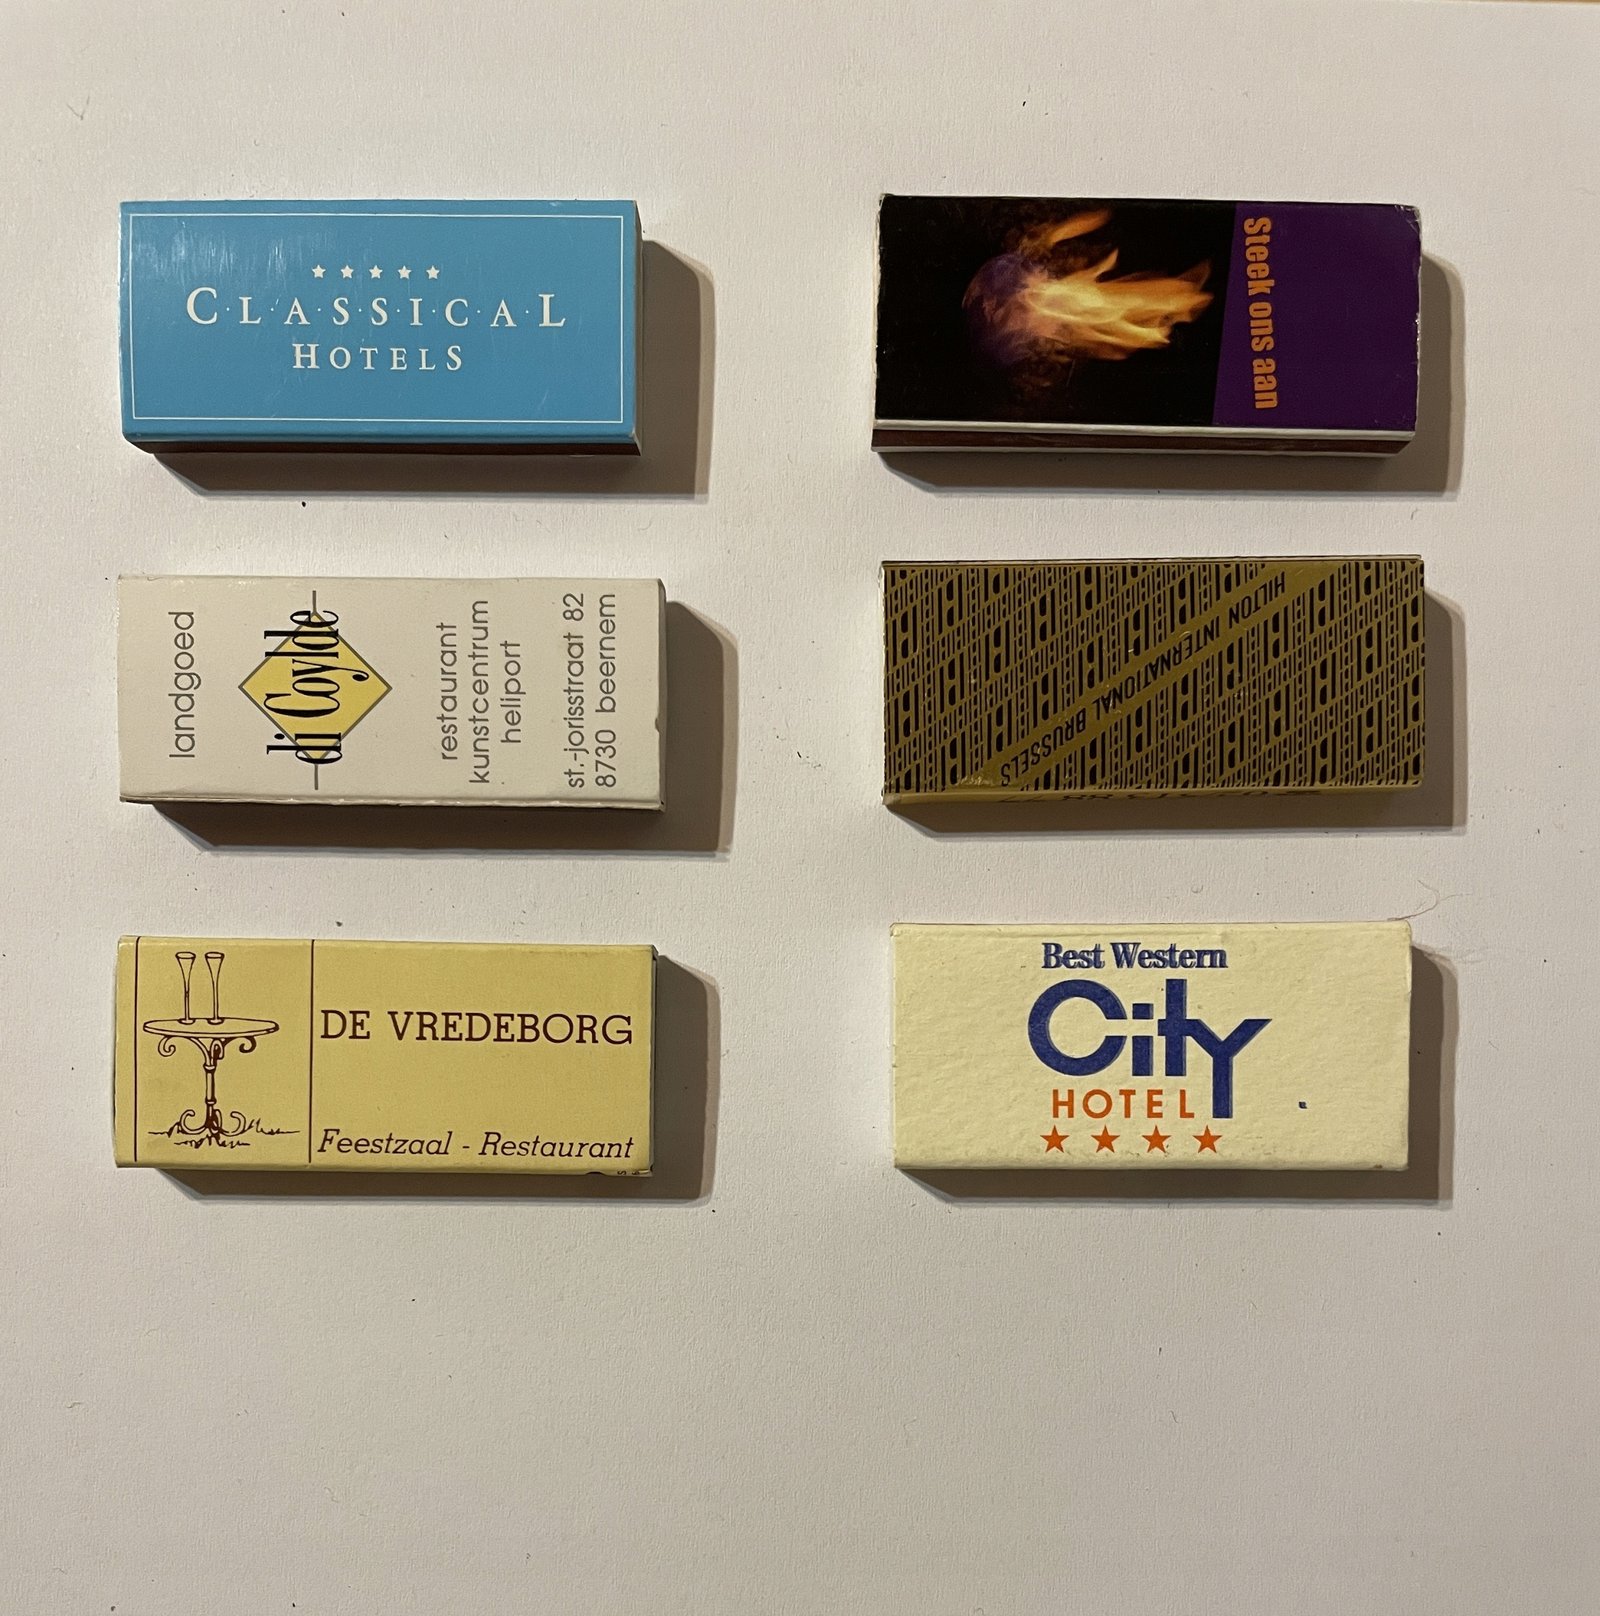 CLASSICAL
HOTELS
Steek ons aan
landgoed
di Coylde
restaurant
kunstcentrum
heliport
st.-jorisstraat 82
8730 beernem
HILTON INTERNATIONAL BRUSSELS
DE VREDEBORG
Feestzaal - Restaurant
Best Western
City
HOTEL